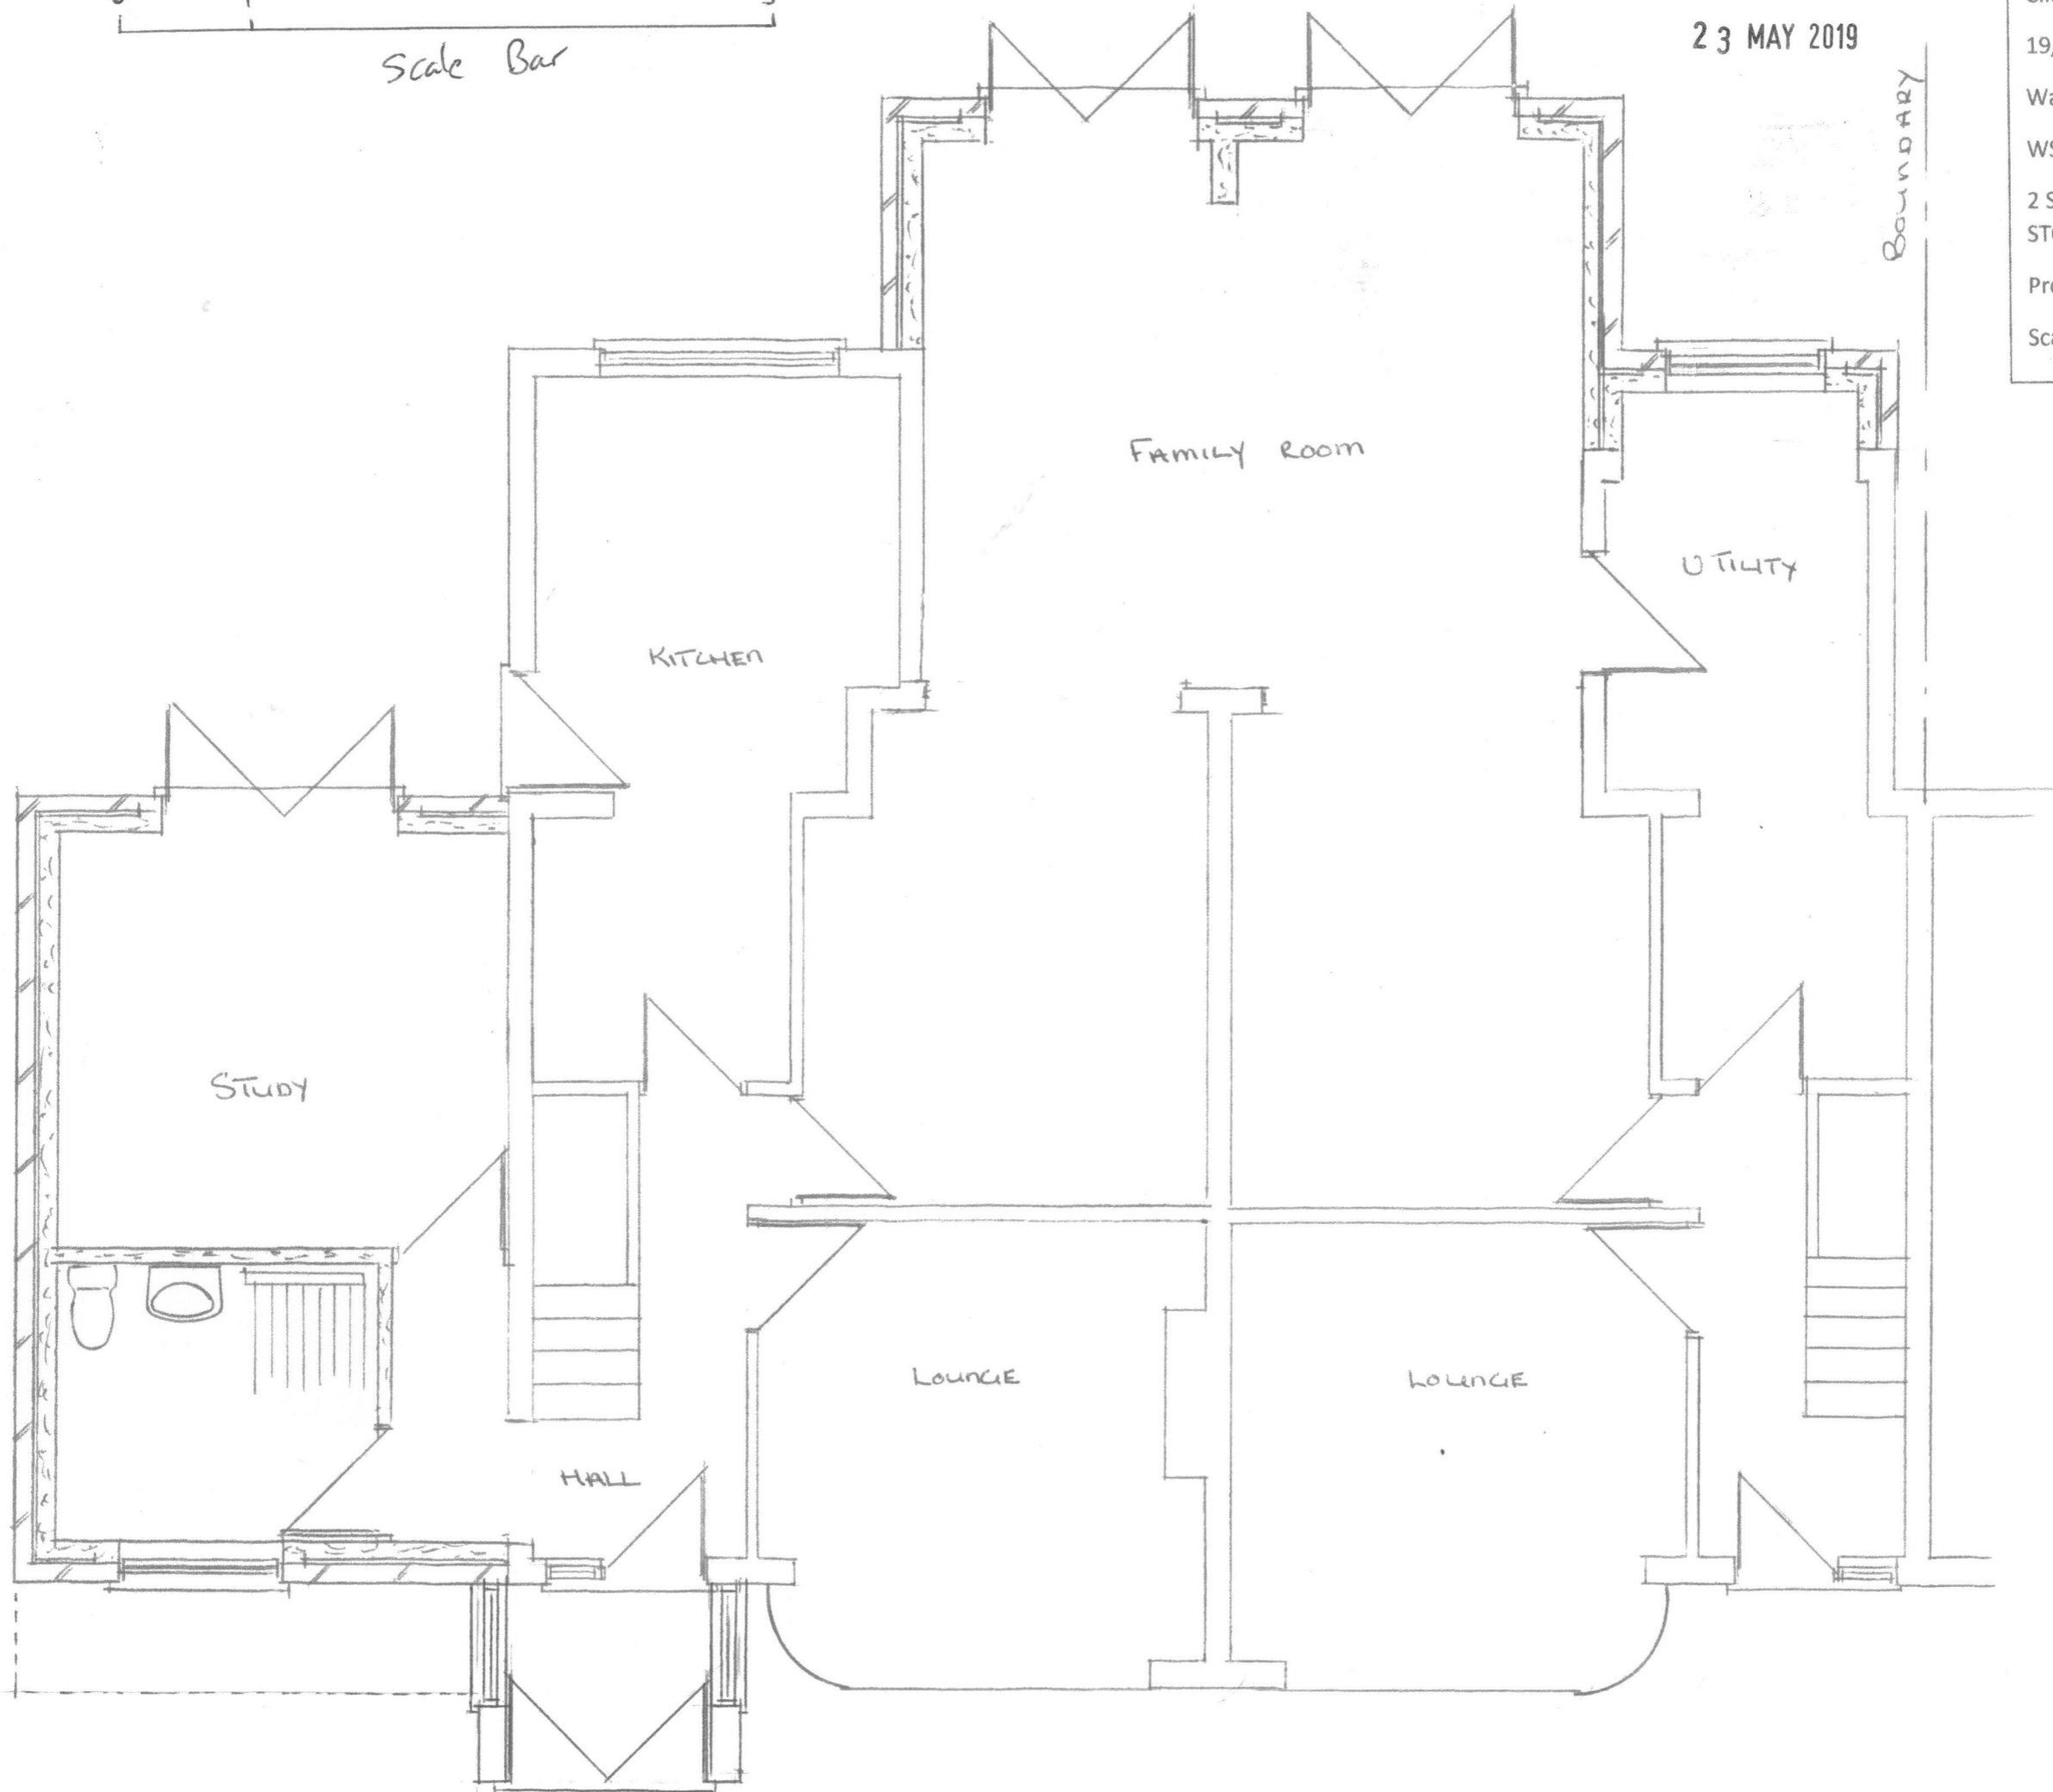 Scale Bar
23 MAY 2019
19,
Wa
WS
2 S
Pro
Sca
BOUNDARY
FAMILY ROOM
UTILITY
KITCHEN
STUDY
LOUNGE
LOUNGE
HALL